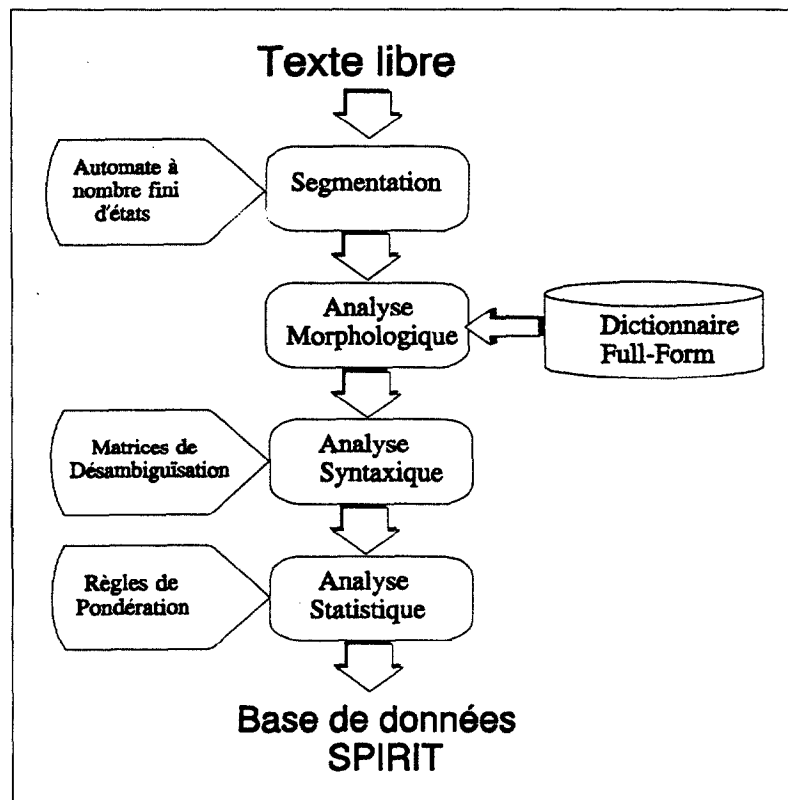 Texte libre
Automate à
nombre fini
d'états
Segmentation
Analyse
Morphologique
Dictionnaire
Full-Form
Matrices de
Désambiguïsation
Analyse
Syntaxique
Règles de
Pondération
Analyse
Statistique
Base de données
SPIRIT